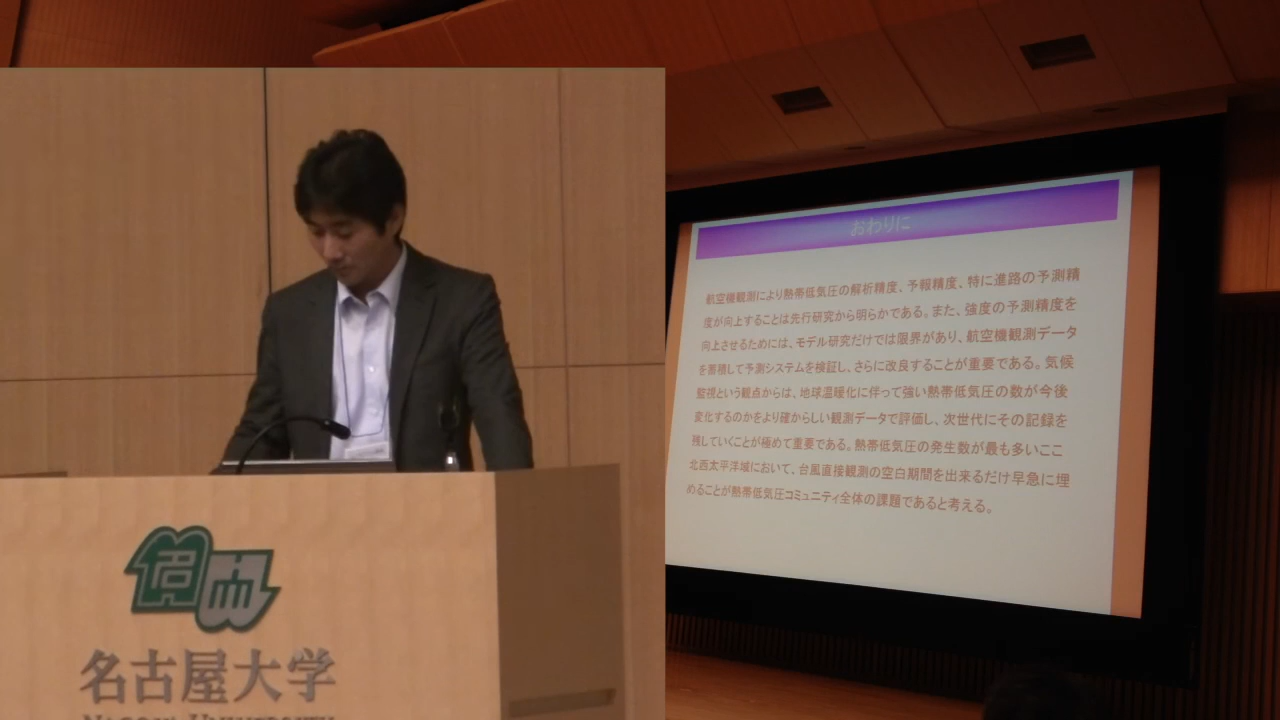 名古屋大学
NAGOYA UNIVERSITY
おわりに
航空機観測により熱帯低気圧の解析精度、予報精度、特に進路の予測精
度が向上することは先行研究から明らかである。また、強度の予測精度を
向上させるためには、モデル研究だけでは限界があり、航空機観測データ
を蓄積して予測システムを検証し、さらに改良することが重要である。気候
監視という観点からは、地球温暖化に伴って強い熱帯低気圧の数が今後
変化するのかをより確からしい観測データで評価し、次世代にその記録を
残していくことが極めて重要である。熱帯低気圧の発生数が最も多いここ
北西太平洋域において、台風直接観測の空白期間を出来るだけ早急に埋
めることが熱帯低気圧コミュニティ全体の課題であると考える。